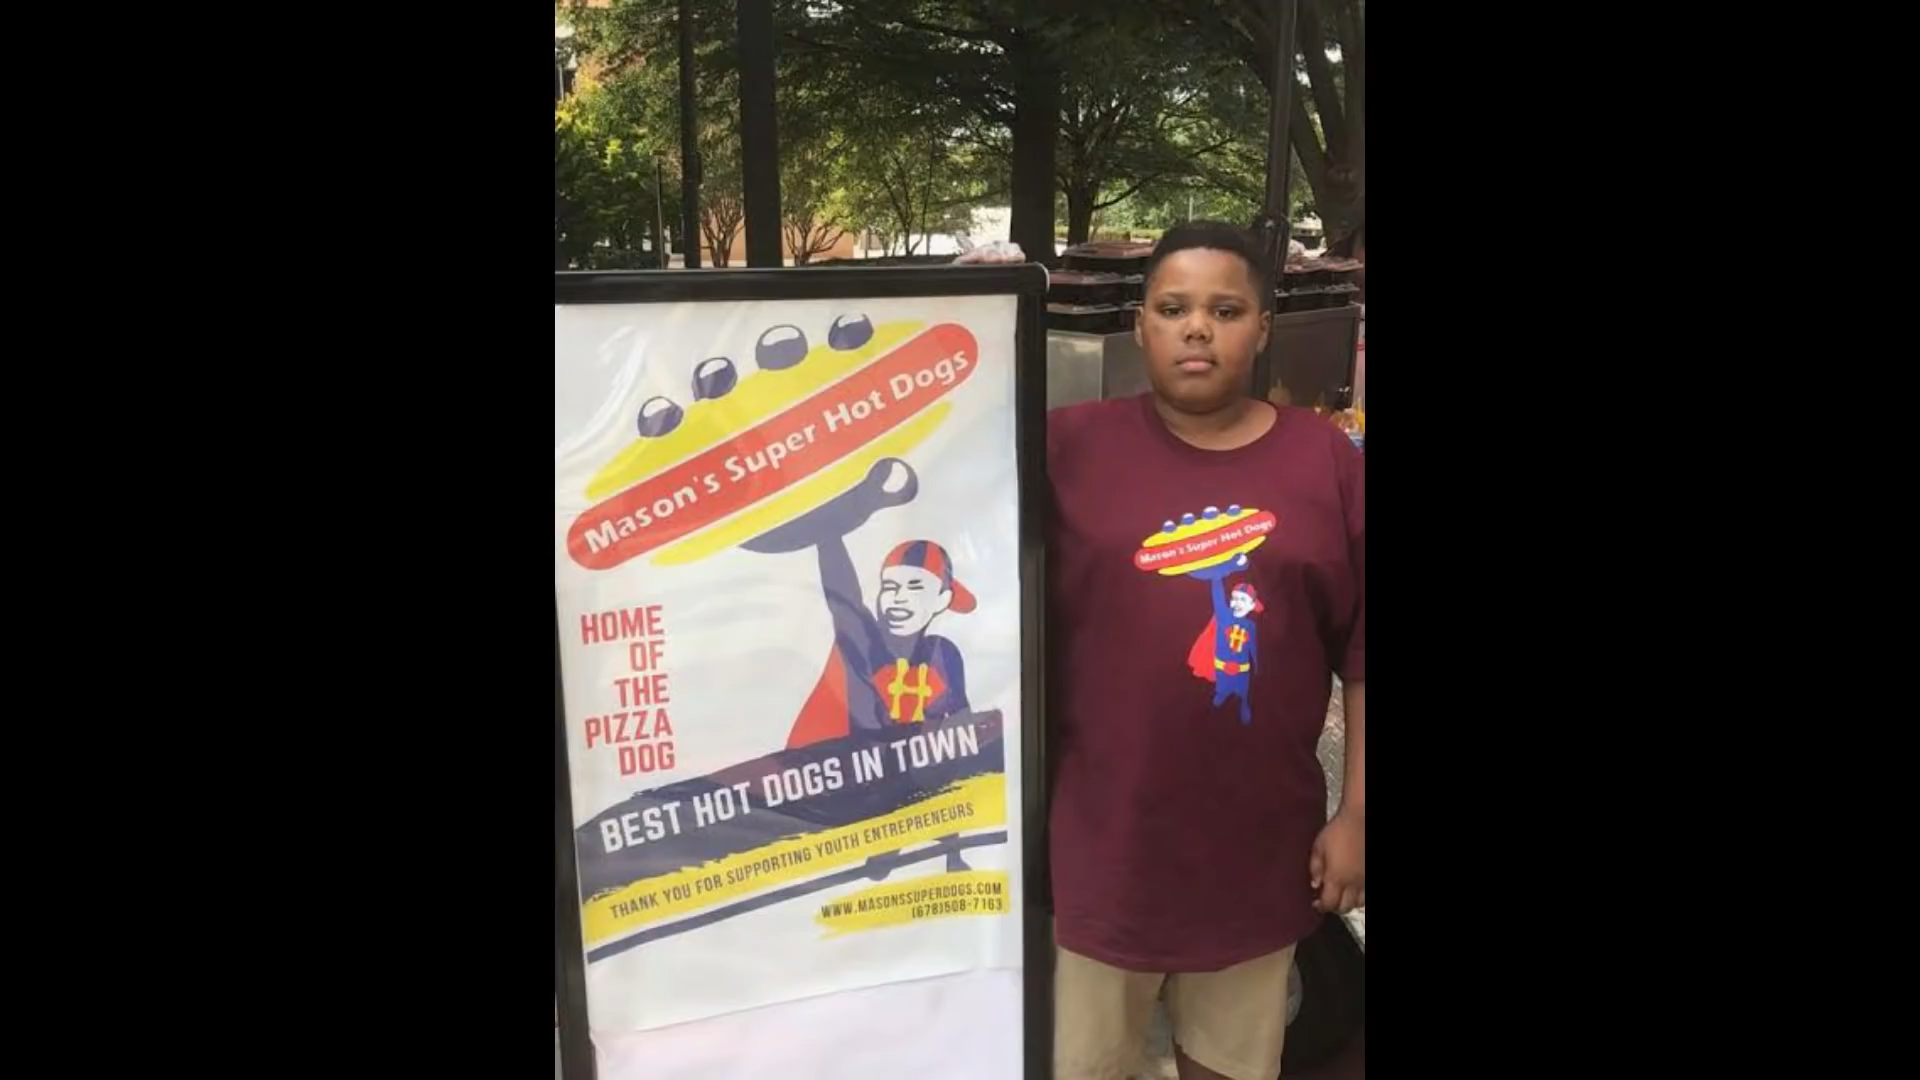 Mason's Super Hot Dogs
HOME
OF
THE
PIZZA
DOG
H
BEST HOT DOGS IN TOWN
THANK YOU FOR SUPPORTING YOUTH ENTREPRENEURS
WWW.MASONSSUPERDOGS.COM
(678)508-7163
Mason's Super Hot Dogs
H